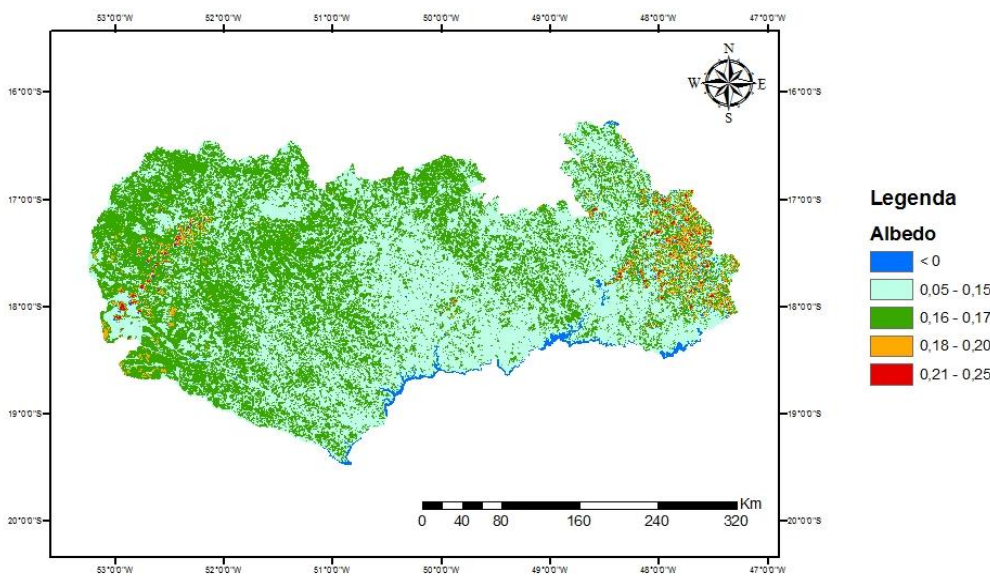 53°0'0"S 52°0'0"S 51°0'0"S 50°0'0"S 49°0'0"S 48°0'0"S 47°0'0"S
N
W E
S
16°0'0"S 16°0'0"S
17°0'0"S 17°0'0"S
18°0'0"S 18°0'0"S
19°0'0"S 19°0'0"S
20°0'0"S 20°0'0"S
Legenda
Albedo
< 0
0,05 - 0,15
0,16 - 0,17
0,18 - 0,20
0,21 - 0,25
Km
0 40 80 160 240 320
53°0'0"W 52°0'0"W 51°0'0"W 50°0'0"W 49°0'0"W 48°0'0"W 47°0'0"W